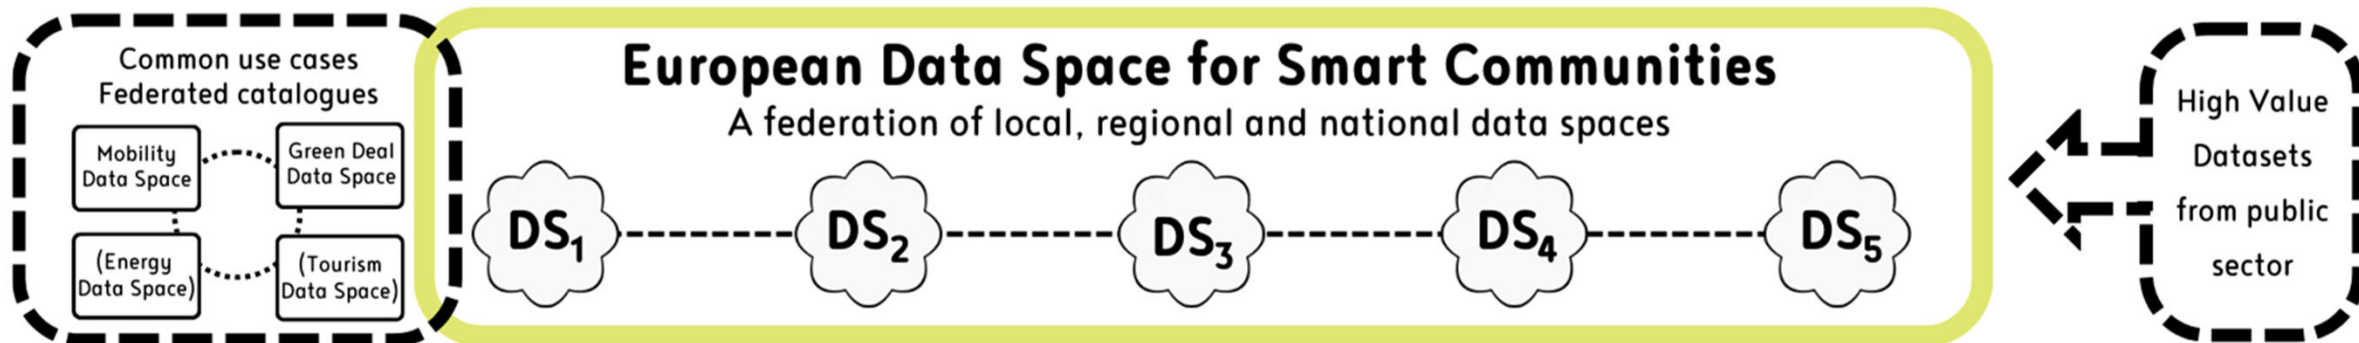 Common use cases
Federated catalogues
Mobility
Data Space
Green Deal
Data Space
(Energy
Data Space)
(Tourism
Data Space)
European Data Space for Smart Communities
A federation of local, regional and national data spaces
DS₁
DS₂
DS₃
DS₄
DS₅
High Value
Datasets
from public
sector